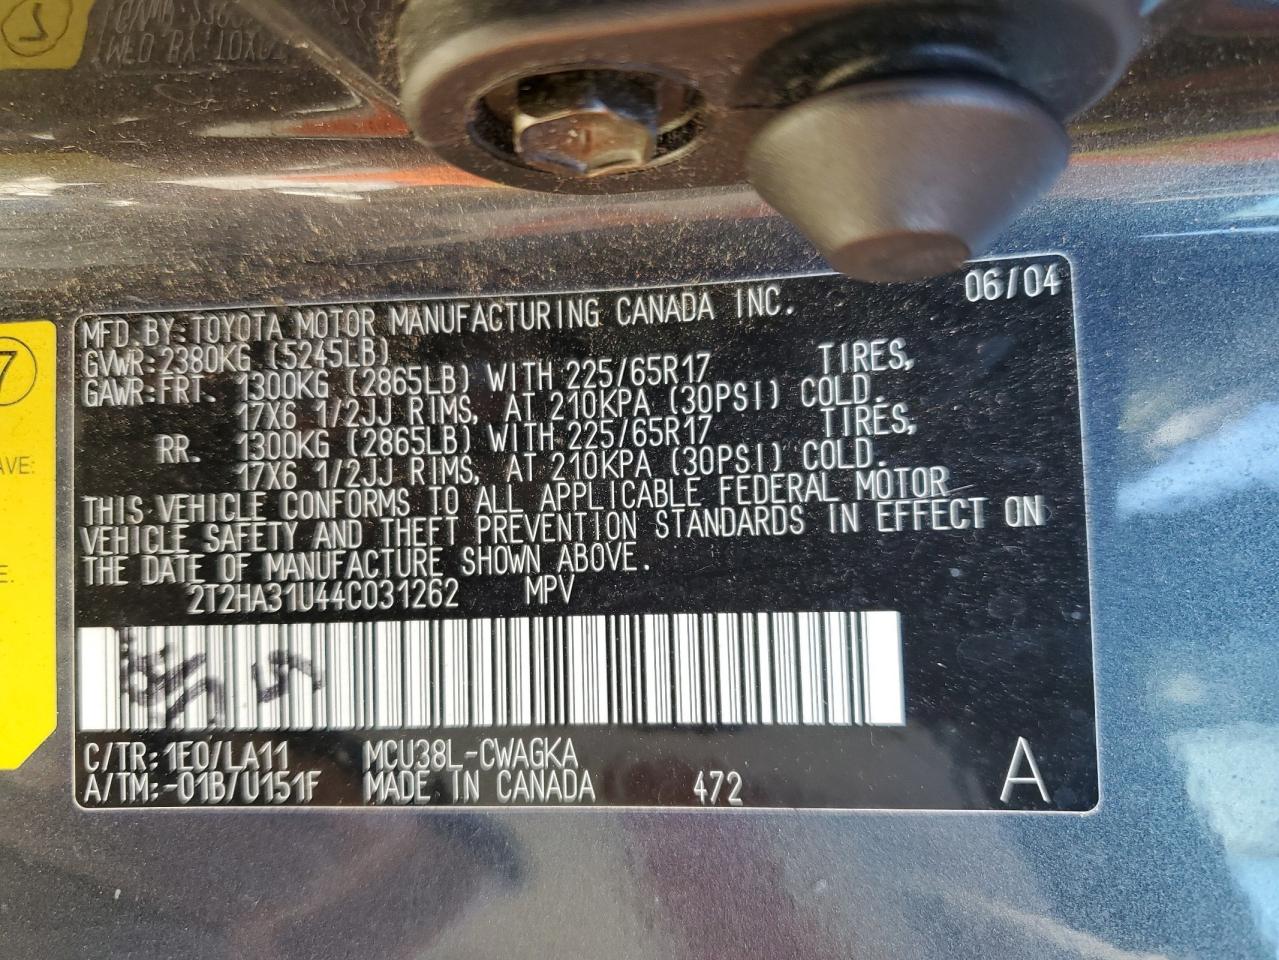 06/04
MFD.BY:TOYOTA MOTOR MANUFACTURING CANADA INC.
GVWR:2380KG (5245LB)
GAWR:FRT. 1300KG (2865LB) WITH 225/65R17 TIRES,
17X6 1/2JJ RIMS, AT 210KPA (30PSI) COLD.
RR. 1300KG (2865LB) WITH 225/65R17 TIRES,
17X6 1/2JJ RIMS, AT 210KPA (30PSI) COLD.
THIS VEHICLE CONFORMS TO ALL APPLICABLE FEDERAL MOTOR
VEHICLE SAFETY AND THEFT PREVENTION STANDARDS IN EFFECT ON
THE DATE OF MANUFACTURE SHOWN ABOVE.
2T2HA31U44C031262 MPV
C/TR:1E0/LA11 MCU38L-CWAGKA
A/TM:-01B/U151F MADE IN CANADA 472 A
7
AVE:
E.